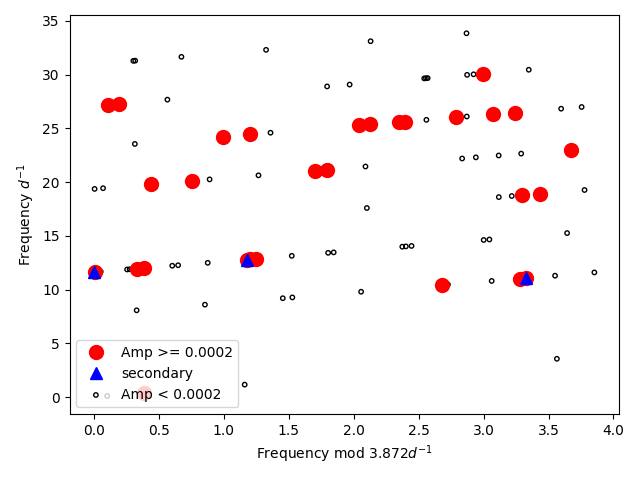 35
30
25
20
15
10
5
0
Frequency d⁻¹
Amp >= 0.0002
secondary
Amp < 0.0002
0.0 0.5 1.0 1.5 2.0 2.5 3.0 3.5 4.0
Frequency mod 3.872d⁻¹